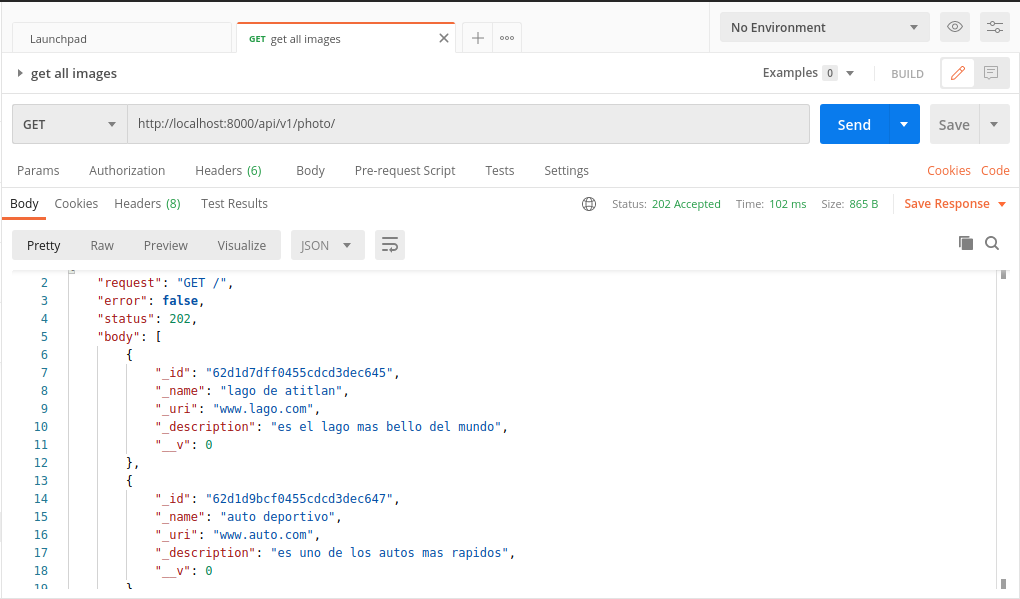 Launchpad
GET get all images
No Environment
get all images
Examples 0
BUILD
GET
http://localhost:8000/api/v1/photo/
Send
Save
Params Authorization Headers (6) Body Pre-request Script Tests Settings Cookies Code
Body Cookies Headers (8) Test Results Status: 202 Accepted Time: 102 ms Size: 865 B Save Response
Pretty Raw Preview Visualize JSON
2 "request": "GET /",
3 "error": false,
4 "status": 202,
5 "body": [
6 {
7 "_id": "62d1d7dff0455cdcd3dec645",
8 "_name": "lago de atitlan",
9 "_uri": "www.lago.com",
10 "_description": "es el lago mas bello del mundo",
11 "__v": 0
12 },
13 {
14 "_id": "62d1d9bcf0455cdcd3dec647",
15 "_name": "auto deportivo",
16 "_uri": "www.auto.com",
17 "_description": "es uno de los autos mas rapidos",
18 "__v": 0
19 }